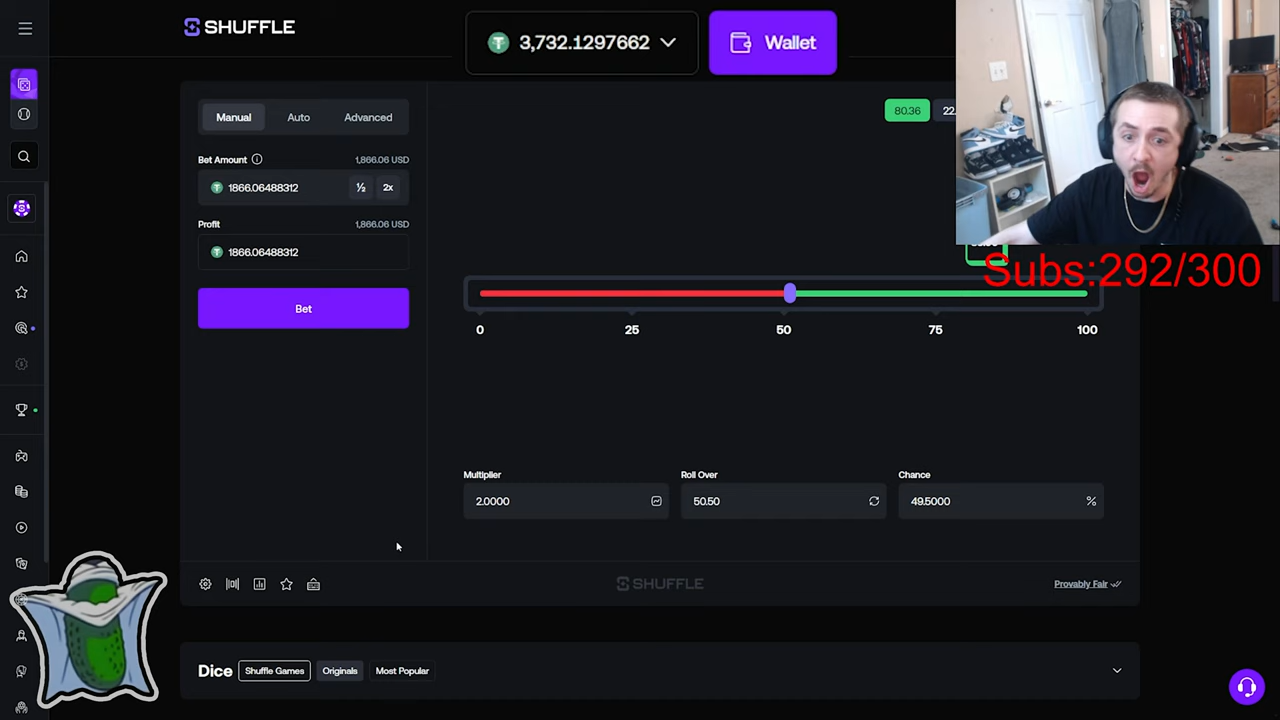 SHUFFLE
3,732.1297662
Wallet
Manual Auto Advanced
80.36 22.
Bet Amount 1,866.06 USD
1866.06488312 ½ 2x
Profit 1,866.06 USD
1866.06488312
Subs:292/300
Bet
0 25 50 75 100
Multiplier Roll Over Chance
2.0000 50.50 49.5000 %
SHUFFLE
Provably Fair
Dice Shuffle Games Originals Most Popular